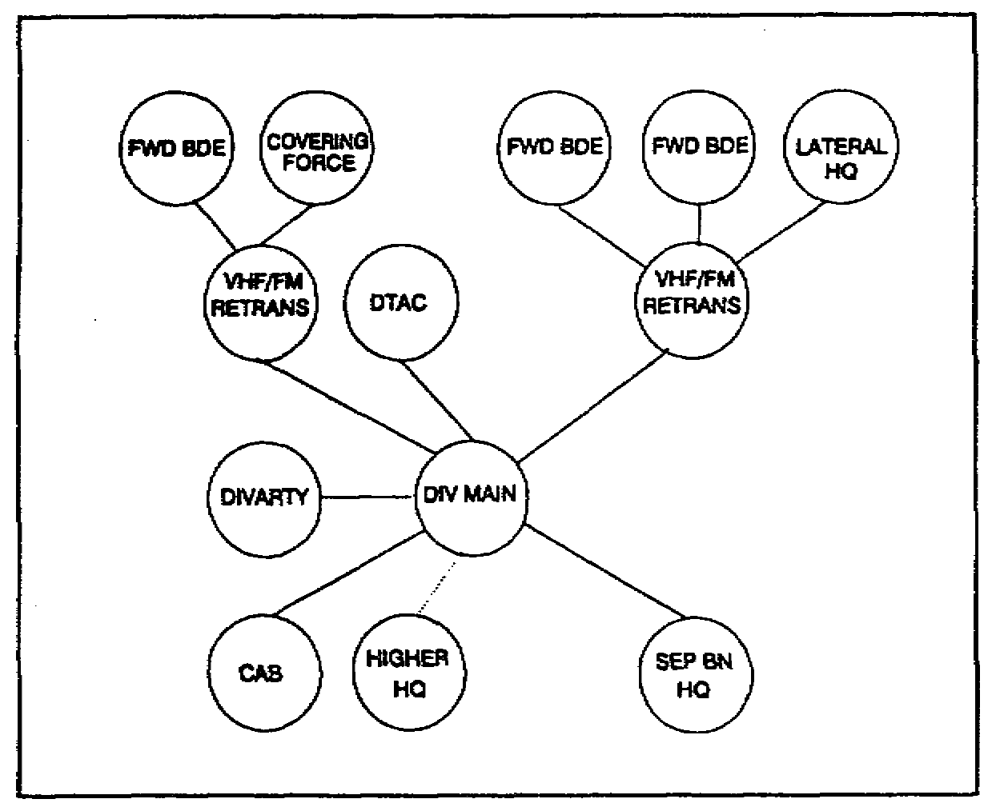 FWD BDE
COVERING
FORCE
FWD BDE
FWD BDE
LATERAL
HQ
VHF/FM
RETRANS
DTAC
VHF/FM
RETRANS
DIVARTY
DIV MAIN
CAB
HIGHER
HQ
SEP BN
HQ